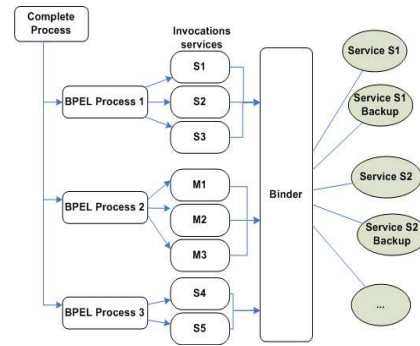 Complete
Process
Invocations
services
BPEL Process 1
S1
S2
S3
BPEL Process 2
M1
M2
M3
BPEL Process 3
S4
S5
Binder
Service S1
Service S1
Backup
Service S2
Service S2
Backup
...